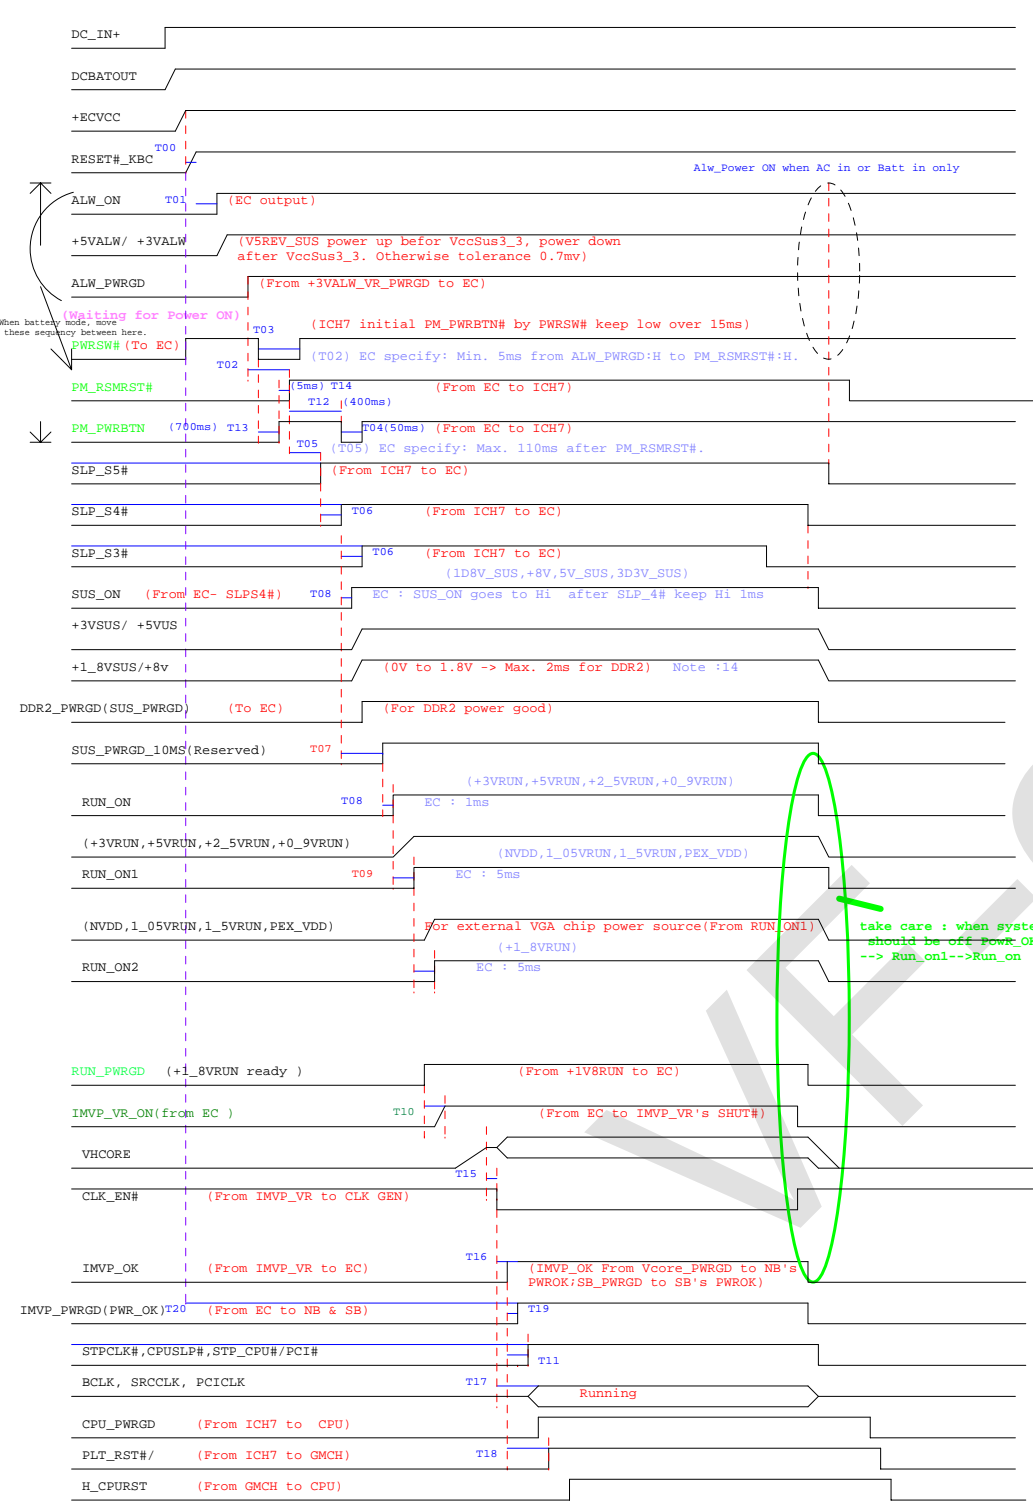 DC_IN+
DCBATOUT
+ECVCC
T00
RESET#_KBC
Alw_Power ON when AC in or Batt in only
ALW_ON
T01
(EC output)
+5VALW/ +3VALW
(V5REV_SUS power up befor VccSus3_3, power down
after VccSus3_3. Otherwise tolerance 0.7mv)
ALW_PWRGD
(From +3VALW_VR_PWRGD to EC)
(Waiting for Power ON)
When battery mode, move
these sequency between here.
T03
(ICH7 initial PM_PWRBTN# by PWRSW# keep low over 15ms)
PWRSW# (To EC)
T02
(T02) EC specify: Min. 5ms from ALW_PWRGD:H to PM_RSMRST#:H.
PM_RSMRST#
(5ms) T14
(From EC to ICH7)
T12 (400ms)
PM_PWRBTN
(700ms) T13
T04(50ms) (From EC to ICH7)
T05
(T05) EC specify: Max. 110ms after PM_RSMRST#.
SLP_S5#
(From ICH7 to EC)
SLP_S4#
T06
(From ICH7 to EC)
SLP_S3#
T06
(From ICH7 to EC)
(1D8V_SUS,+8V,5V_SUS,3D3V_SUS)
SUS_ON (From EC- SLPS4#)
T08
EC : SUS_ON goes to Hi after SLP_4# keep Hi 1ms
+3VSUS/ +5VUS
+1_8VSUS/+8v
(0V to 1.8V -> Max. 2ms for DDR2) Note :14
DDR2_PWRGD(SUS_PWRGD)
(To EC)
(For DDR2 power good)
SUS_PWRGD_10MS(Reserved)
T07
(+3VRUN,+5VRUN,+2_5VRUN,+0_9VRUN)
RUN_ON
T08
EC : 1ms
(+3VRUN,+5VRUN,+2_5VRUN,+0_9VRUN)
(NVDD,1_05VRUN,1_5VRUN,PEX_VDD)
RUN_ON1
T09
EC : 5ms
(NVDD,1_05VRUN,1_5VRUN,PEX_VDD)
For external VGA chip power source(From RUN_ON1)
take care : when syste
should be off PowR_OK
--> Run_on1-->Run_on
(+1_8VRUN)
RUN_ON2
EC : 5ms
RUN_PWRGD (+1_8VRUN ready )
(From +1V8RUN to EC)
IMVP_VR_ON(from EC )
T10
(From EC to IMVP_VR's SHUT#)
VHCORE
T15
CLK_EN#
(From IMVP_VR to CLK GEN)
T16
IMVP_OK
(From IMVP_VR to EC)
(IMVP_OK From Vcore_PWRGD to NB's
PWROK;SB_PWRGD to SB's PWROK)
IMVP_PWRGD(PWR_OK) T20
(From EC to NB & SB)
T19
STPCLK#,CPUSLP#,STP_CPU#/PCI#
T11
BCLK, SRCCLK, PCICLK
T17
Running
CPU_PWRGD
(From ICH7 to CPU)
PLT_RST#/
(From ICH7 to GMCH)
T18
H_CPURST
(From GMCH to CPU)